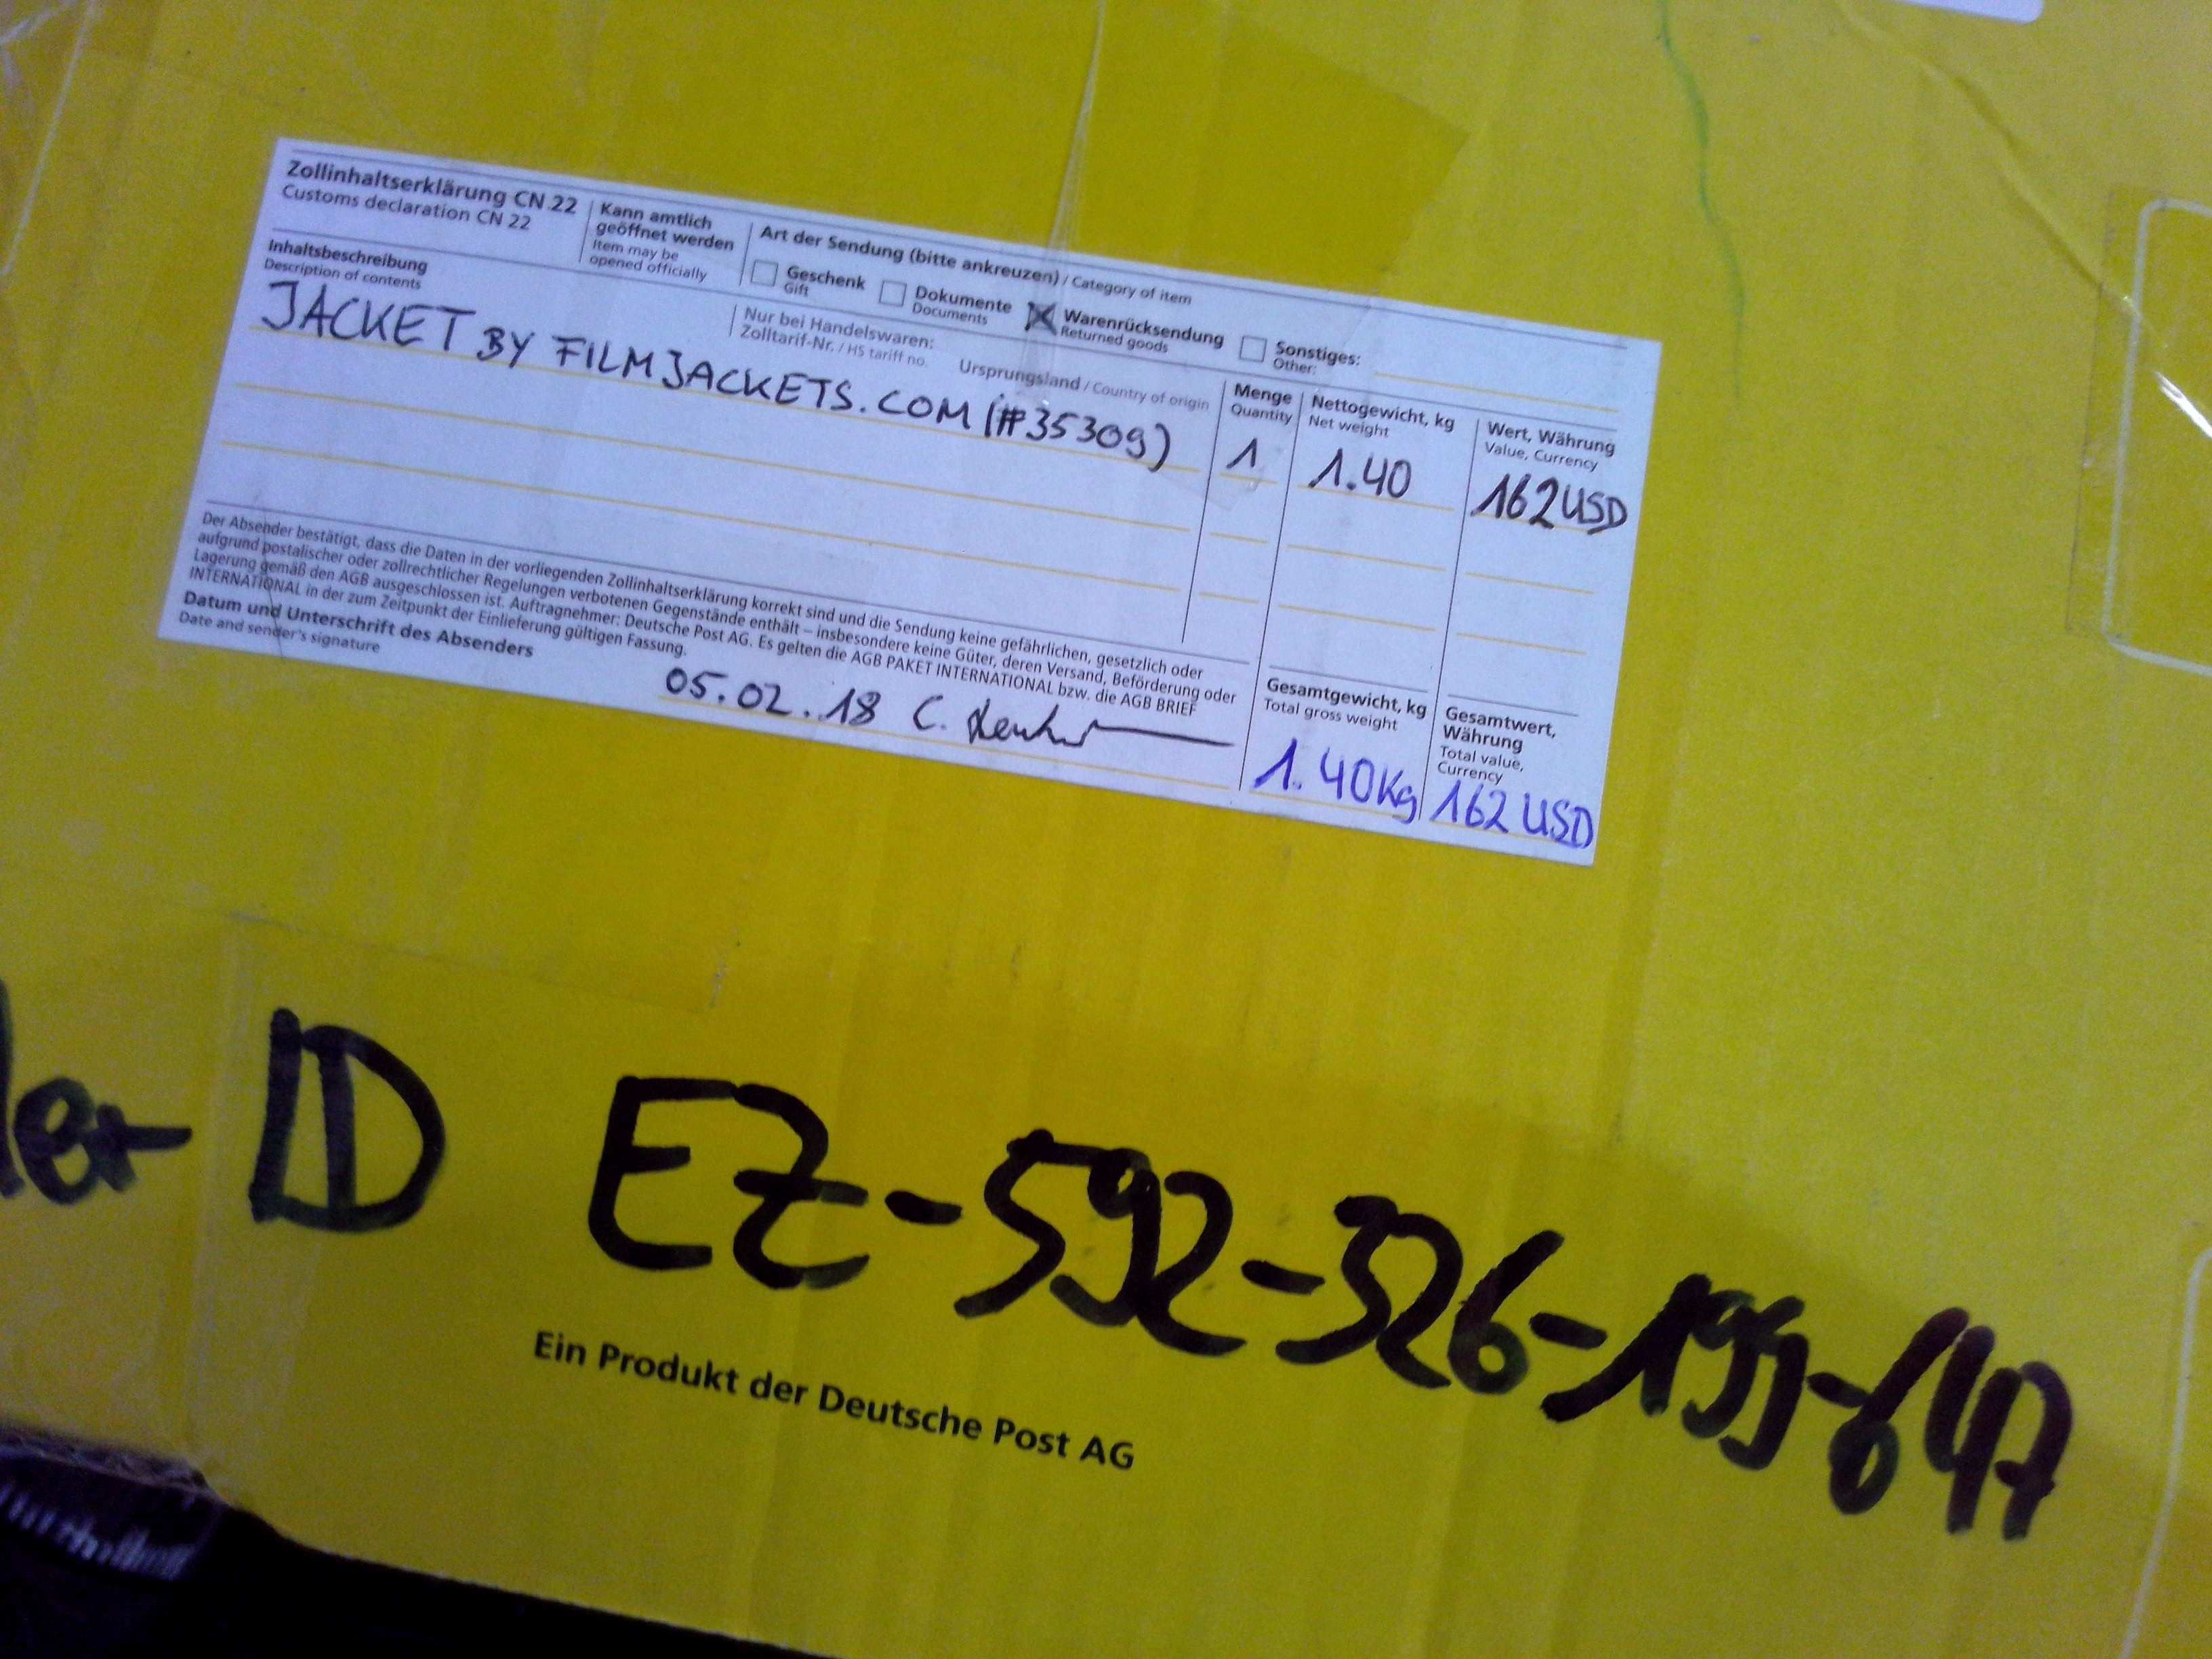 Zollinhaltserklärung CN 22
Customs declaration CN 22
Kann amtlich
geöffnet werden
Item may be
opened officially
Art der Sendung (bitte ankreuzen) / Category of item
Geschenk
Gift
Dokumente
Documents
Warenrücksendung
Returned goods
Sonstiges:
Other:
Inhaltsbeschreibung
Description of contents
Nur bei Handelswaren:
Zolltarif-Nr. / HS tariff no.
Ursprungsland / Country of origin
Menge
Quantity
Nettogewicht, kg
Net weight
Wert, Währung
Value, Currency
JACKET BY FILMJACKETS.COM (#35309)
1
1.40
162 USD
Der Absender bestätigt, dass die Daten in der vorliegenden Zollinhaltserklärung korrekt sind und die Sendung keine gefährlichen, gesetzlich oder
aufgrund postalischer oder zollrechtlicher Regelungen verbotenen Gegenstände enthält – insbesondere keine Güter, deren Versand, Beförderung oder
Lagerung gemäß den AGB ausgeschlossen ist. Auftragnehmer: Deutsche Post AG. Es gelten die AGB PAKET INTERNATIONAL bzw. die AGB BRIEF
INTERNATIONAL in der zum Zeitpunkt der Einlieferung gültigen Fassung.
Datum und Unterschrift des Absenders
Date and sender's signature
05.02.18 C.
Gesamtgewicht, kg
Total gross weight
1.40Kg
Gesamtwert,
Währung
Total value,
Currency
162 USD
der D EZ-592-326-199-647
Ein Produkt der Deutsche Post AG